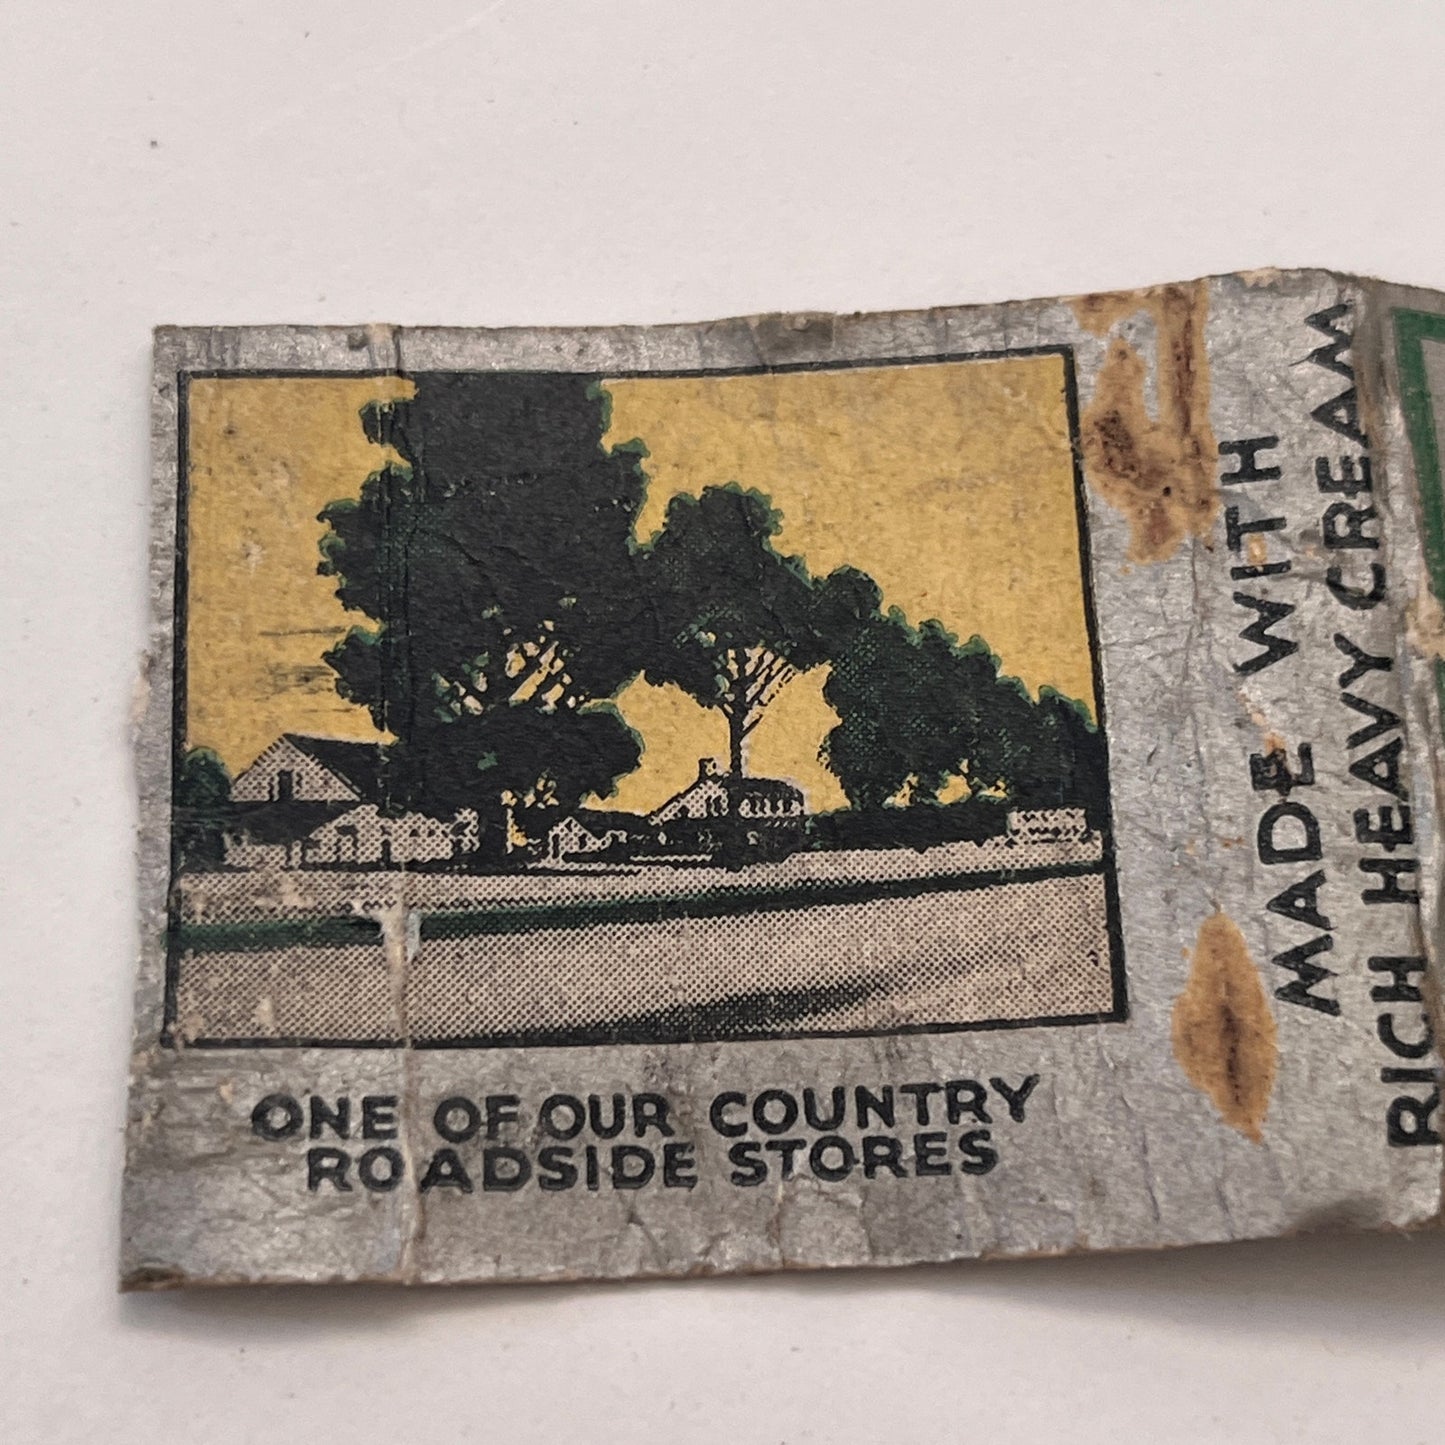 ONE OF OUR COUNTRY
ROADSIDE STORES
MADE WITH
RICH HEAVY CREAM